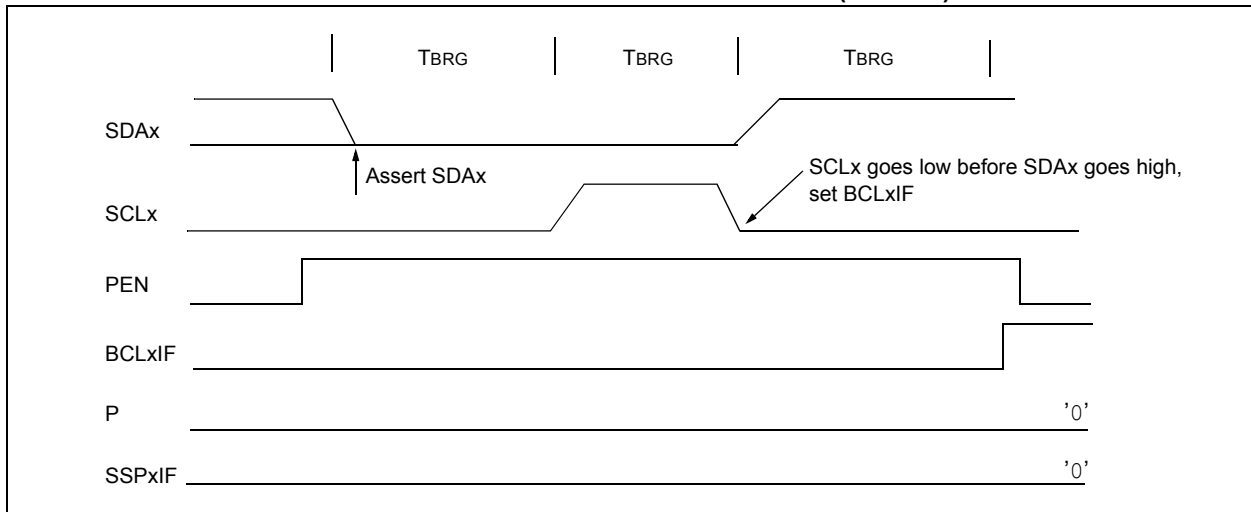 TBRG TBRG TBRG
SDAx
Assert SDAx
SCLx goes low before SDAx goes high,
set BCLxIF
SCLx
PEN
BCLxIF
P '0'
SSPxIF '0'